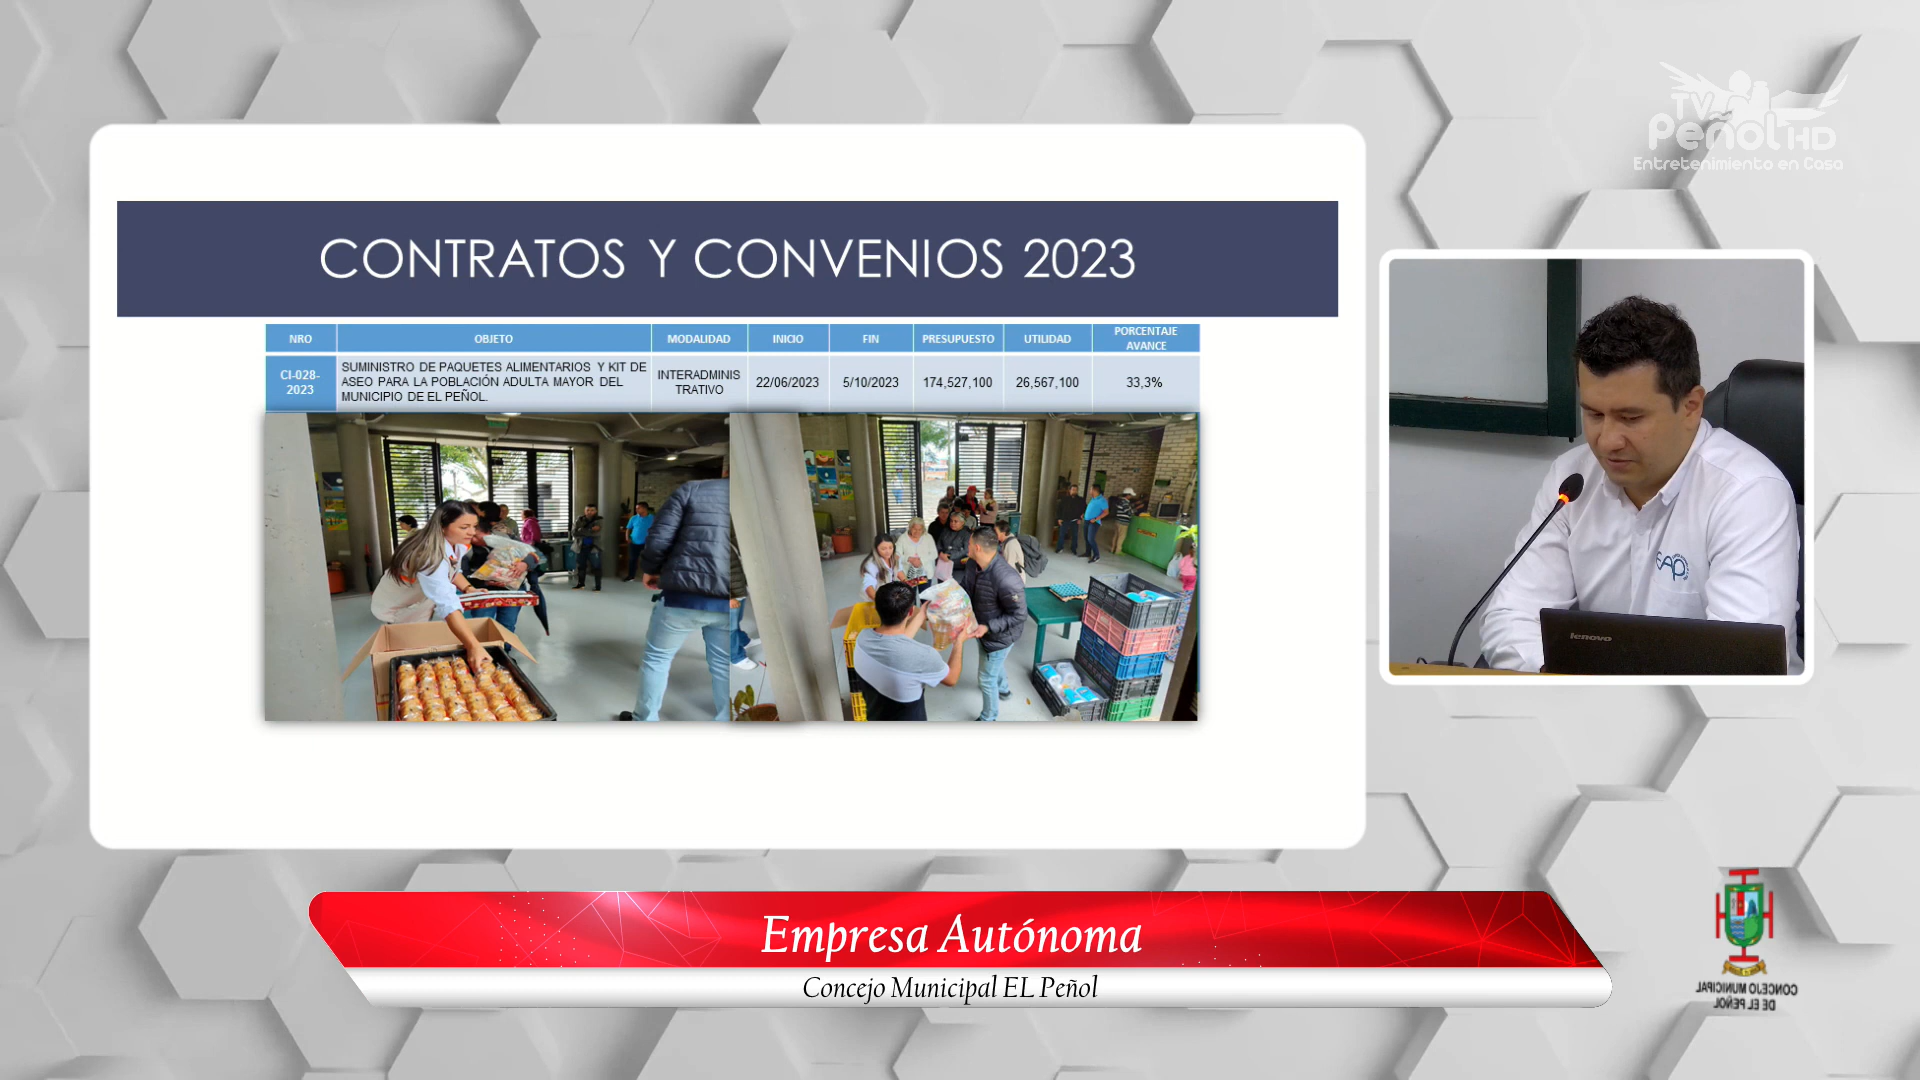 TV
Peñol HD
Entretenimiento en Casa
CONTRATOS Y CONVENIOS 2023
NRO OBJETO MODALIDAD INICIO FIN PRESUPUESTO UTILIDAD PORCENTAJE AVANCE
CI-028-2023 SUMINISTRO DE PAQUETES ALIMENTARIOS Y KIT DE
ASEO PARA LA POBLACIÓN ADULTA MAYOR DEL
MUNICIPIO DE EL PEÑOL. INTERADMINISTRATIVO 22/06/2023 5/10/2023 174,527,100 26,567,100 33,3%
lenovo
Empresa Autónoma
Concejo Municipal EL Peñol
CONCEJO MUNICIPAL
DE EL PEÑOL